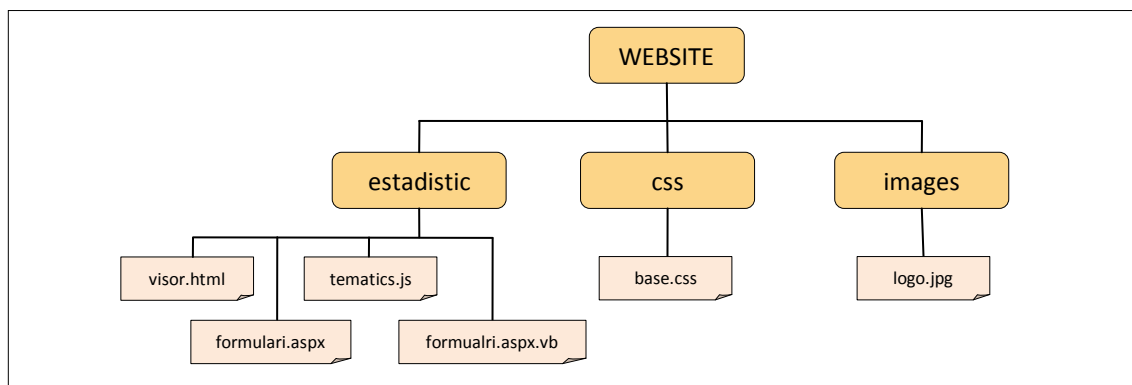 WEBSITE
estadistic
css
images
visor.html
tematics.js
base.css
logo.jpg
formulari.aspx
formualri.aspx.vb